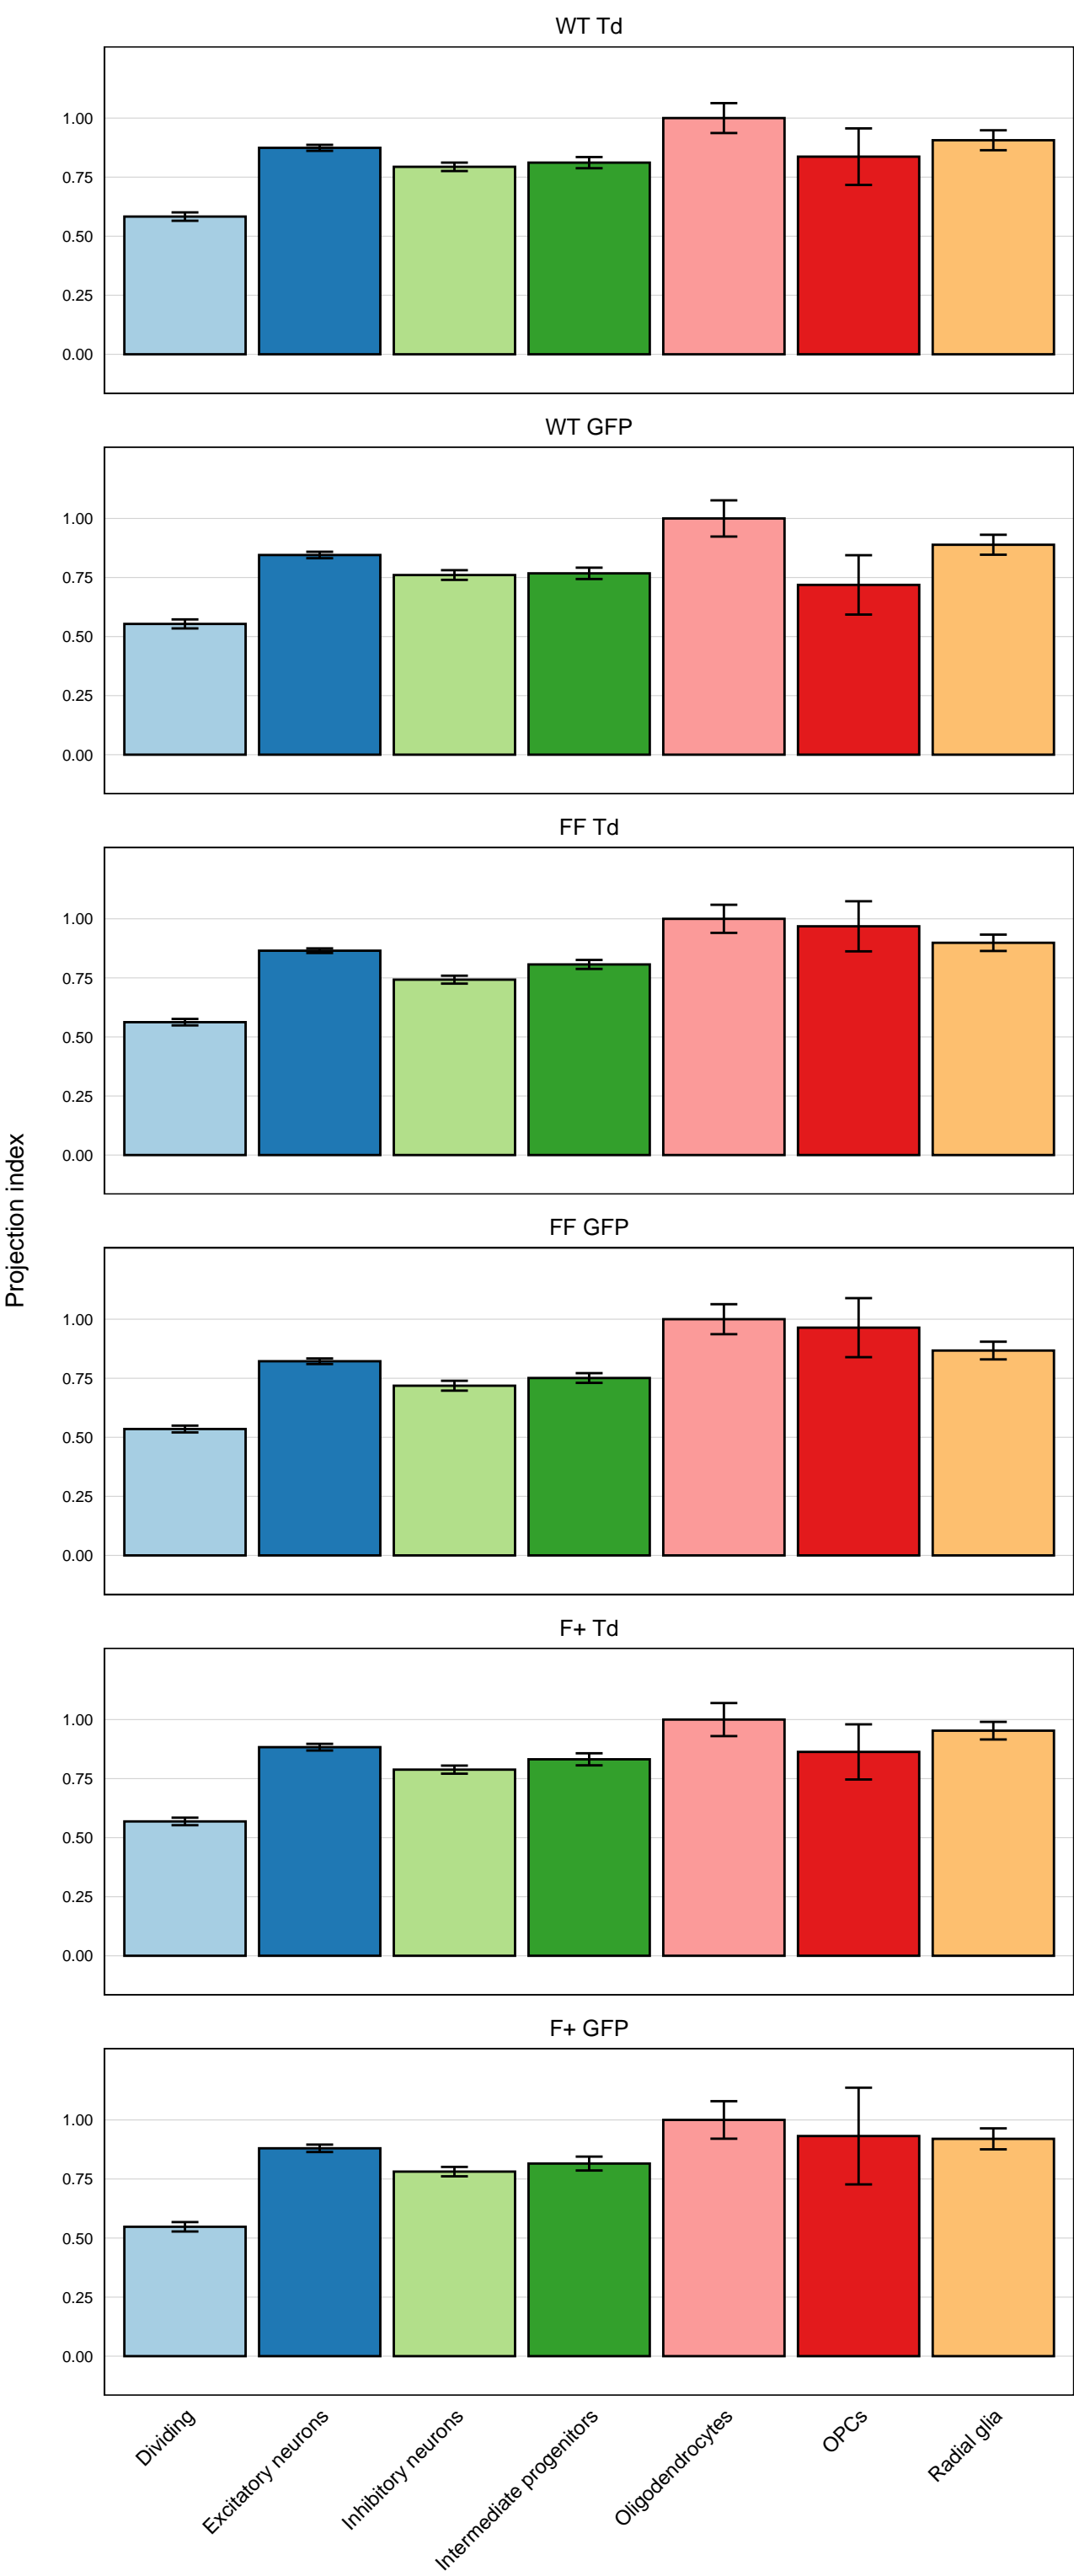 WT Td
1.00
0.75
0.50
0.25
0.00
WT GFP
1.00
0.75
0.50
0.25
0.00
FF Td
1.00
0.75
0.50
0.25
0.00
Projection index
FF GFP
1.00
0.75
0.50
0.25
0.00
F+ Td
1.00
0.75
0.50
0.25
0.00
F+ GFP
1.00
0.75
0.50
0.25
0.00
Dividing
Excitatory neurons
Inhibitory neurons
Intermediate progenitors
Oligodendrocytes
OPCs
Radial glia